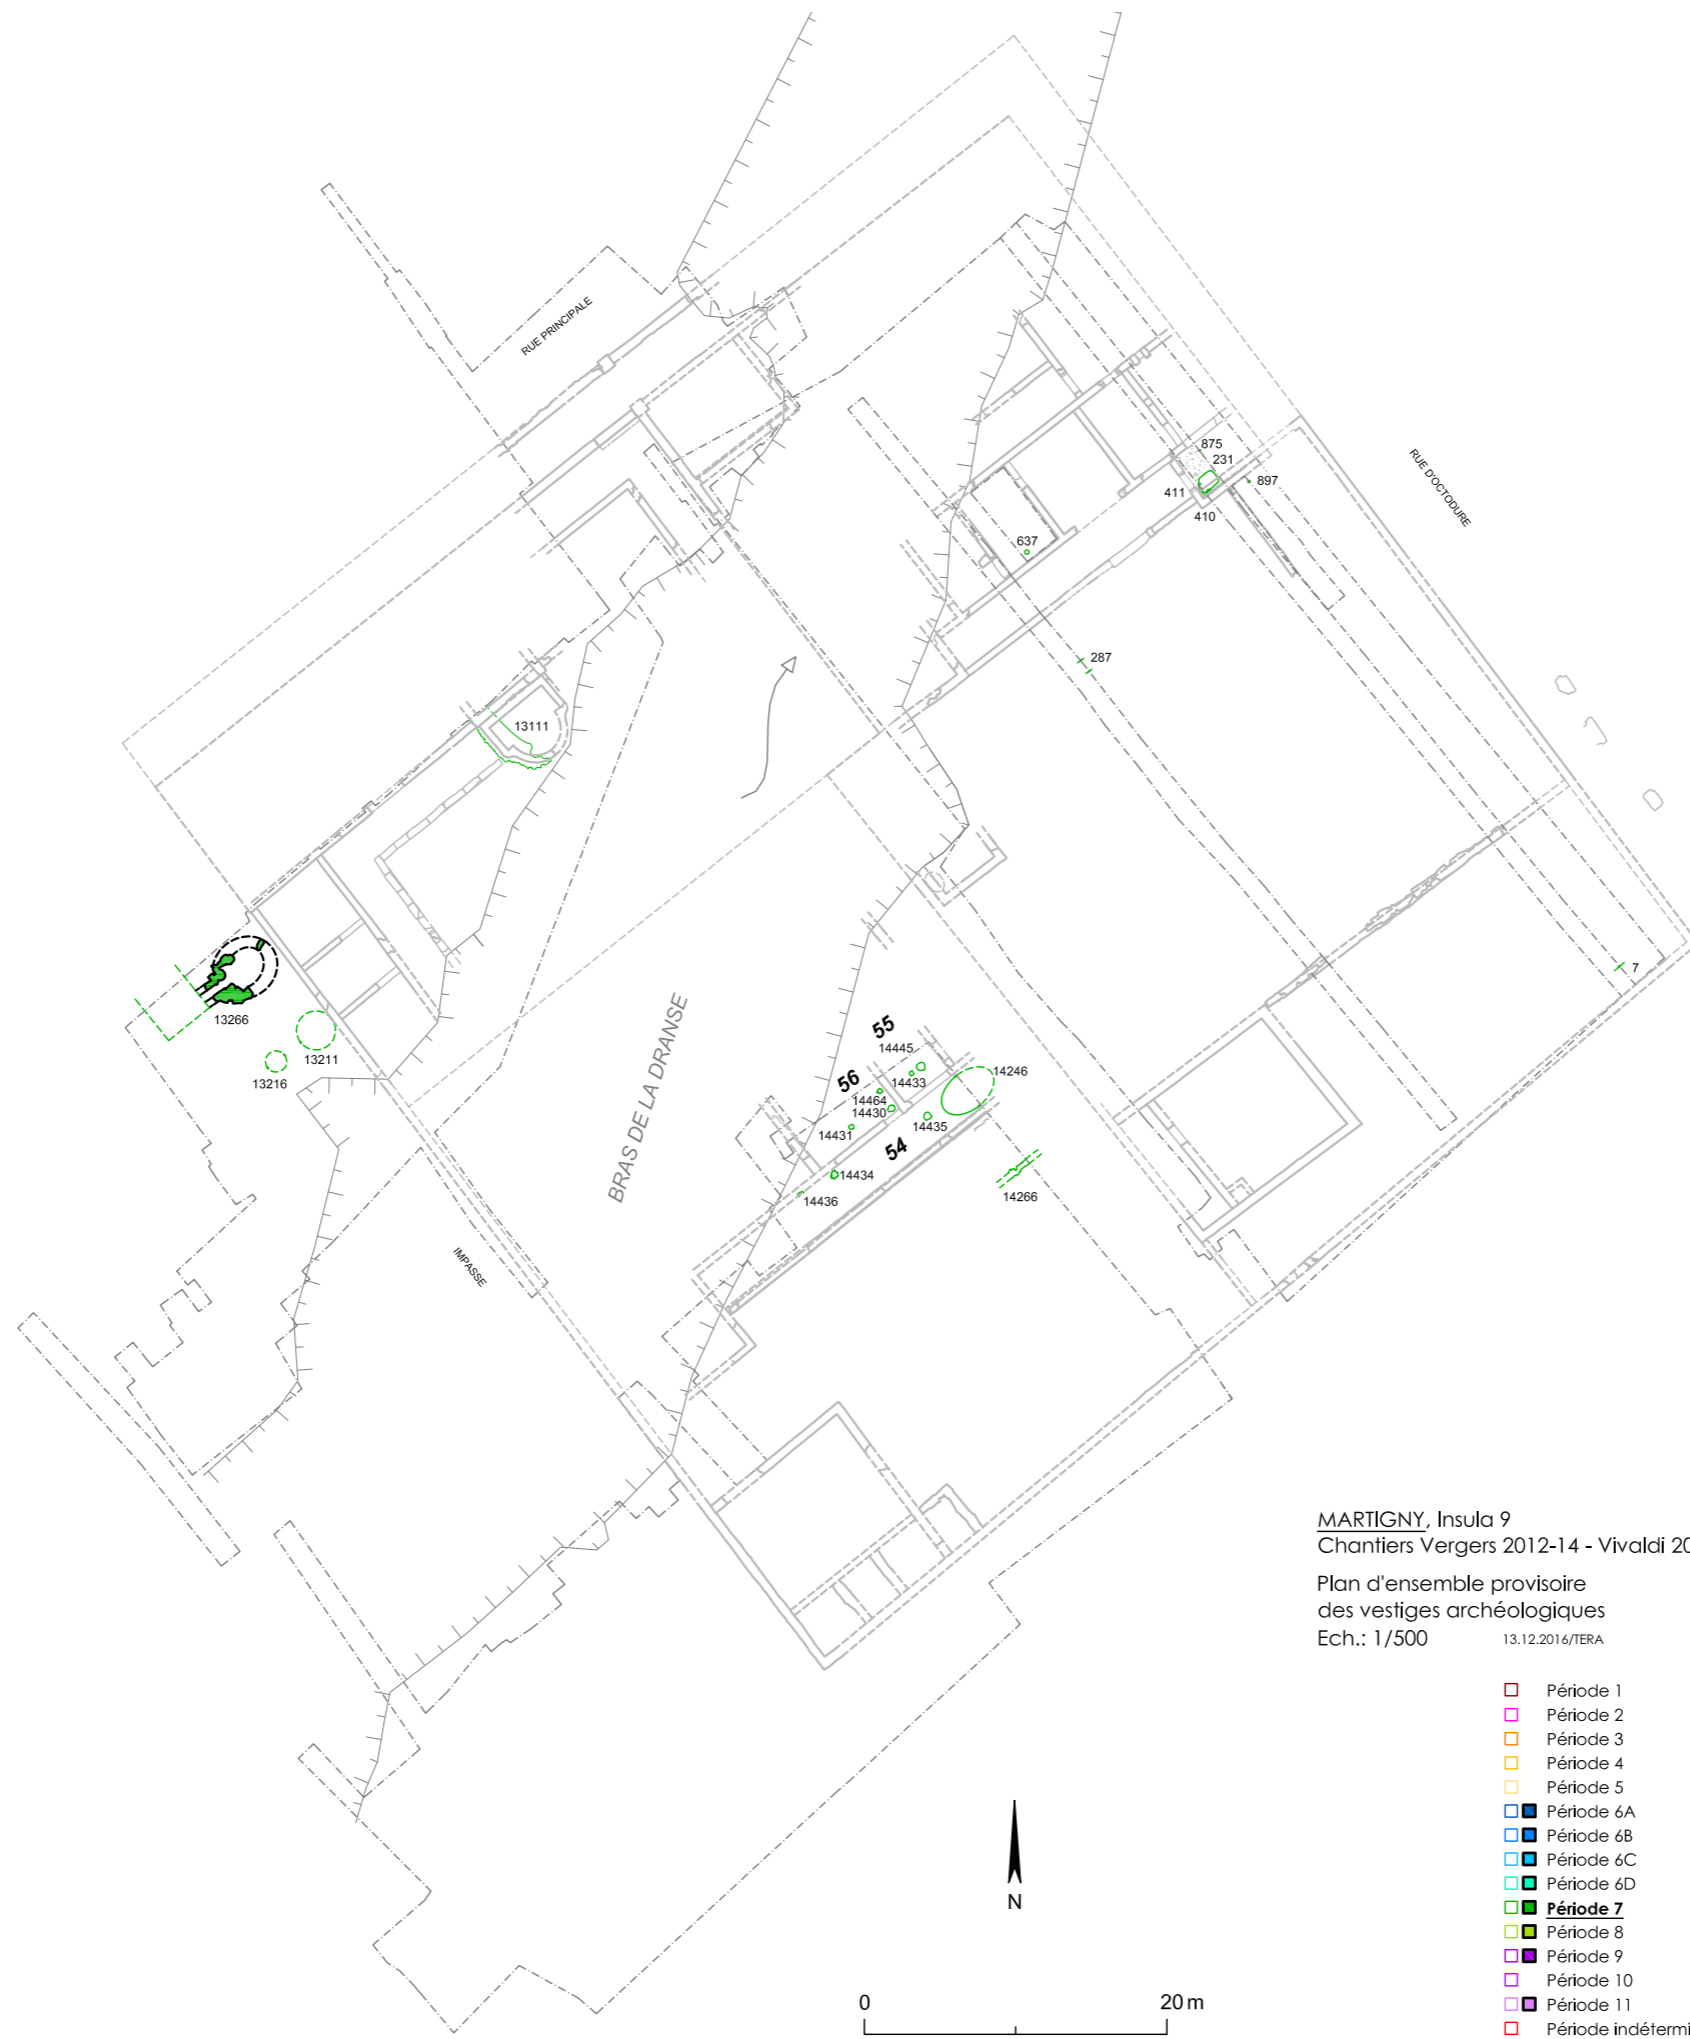 RUE PRINCIPALE
RUE D'OCTODURE
875
231
897
411
410
637
287
13111
7
13266
13211
13216
BRAS DE LA DRANSE
55
14445
56
14433
14246
14464
14430
14431
14435
54
14434
14436
14266
IMPASSE
MARTIGNY, Insula 9
Chantiers Vergers 2012-14 - Vivaldi 20
Plan d'ensemble provisoire
des vestiges archéologiques
Ech.: 1/500
13.12.2016/TERA
Période 1
Période 2
Période 3
Période 4
Période 5
Période 6A
Période 6B
Période 6C
Période 6D
Période 7
Période 8
Période 9
Période 10
Période 11
Période indétermi
N
0
20 m